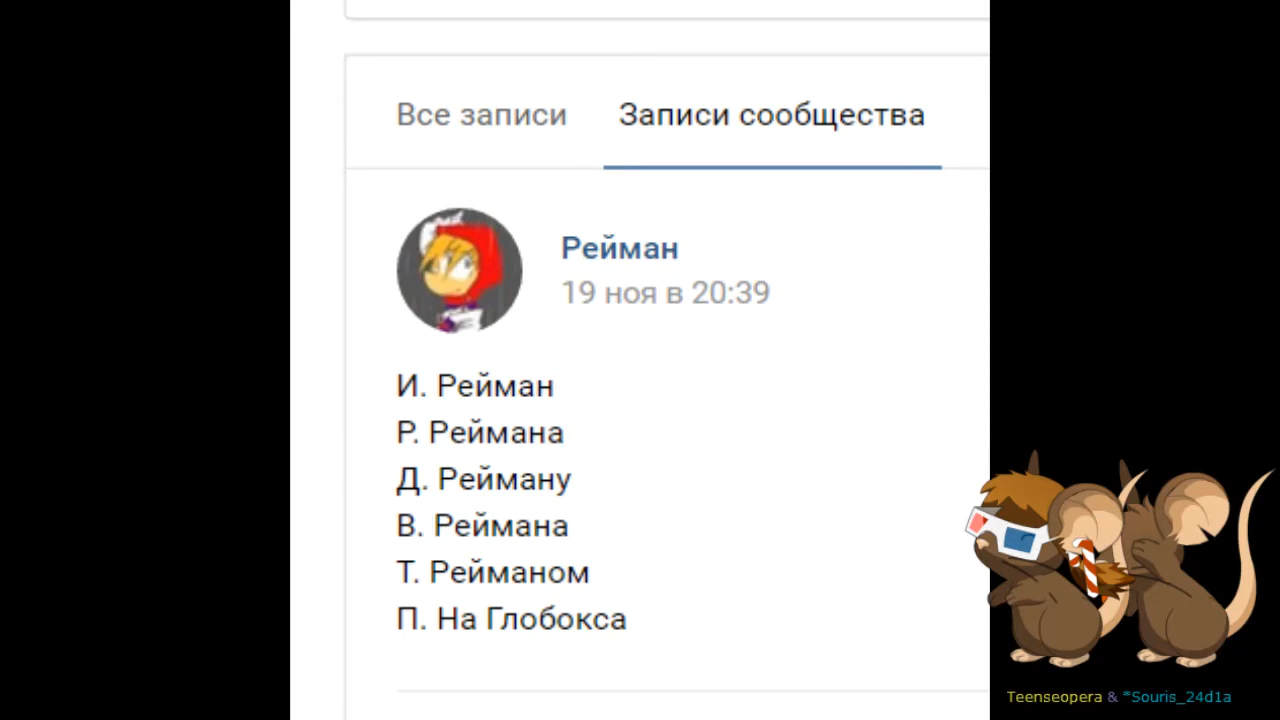 Все записи
Записи сообщества
Рейман
19 ноя в 20:39
И. Рейман
Р. Реймана
Д. Рейману
В. Реймана
Т. Рейманом
П. На Глобокса
Teenseopera & *Souris_24d1a